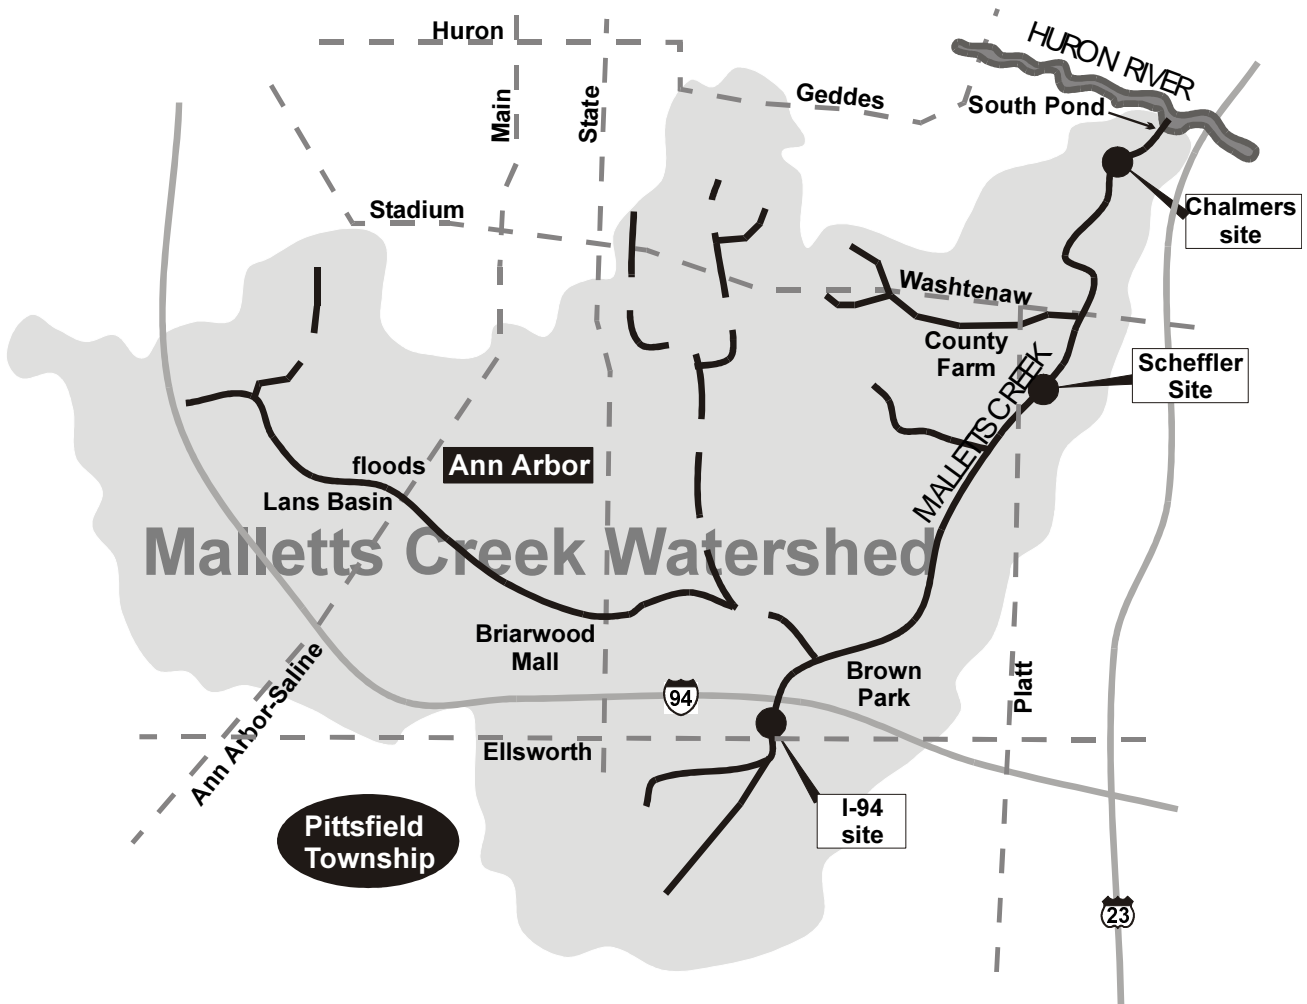 Huron
HURON RIVER
Main
State
Geddes
South Pond
Chalmers
site
Stadium
Washtenaw
County
Farm
Scheffler
Site
MALLETTS CREEK
floods
Ann Arbor
Lans Basin
Malletts Creek Watershed
Briarwood
Mall
Brown
Park
Platt
94
Ann Arbor-Saline
Ellsworth
I-94
site
Pittsfield
Township
23